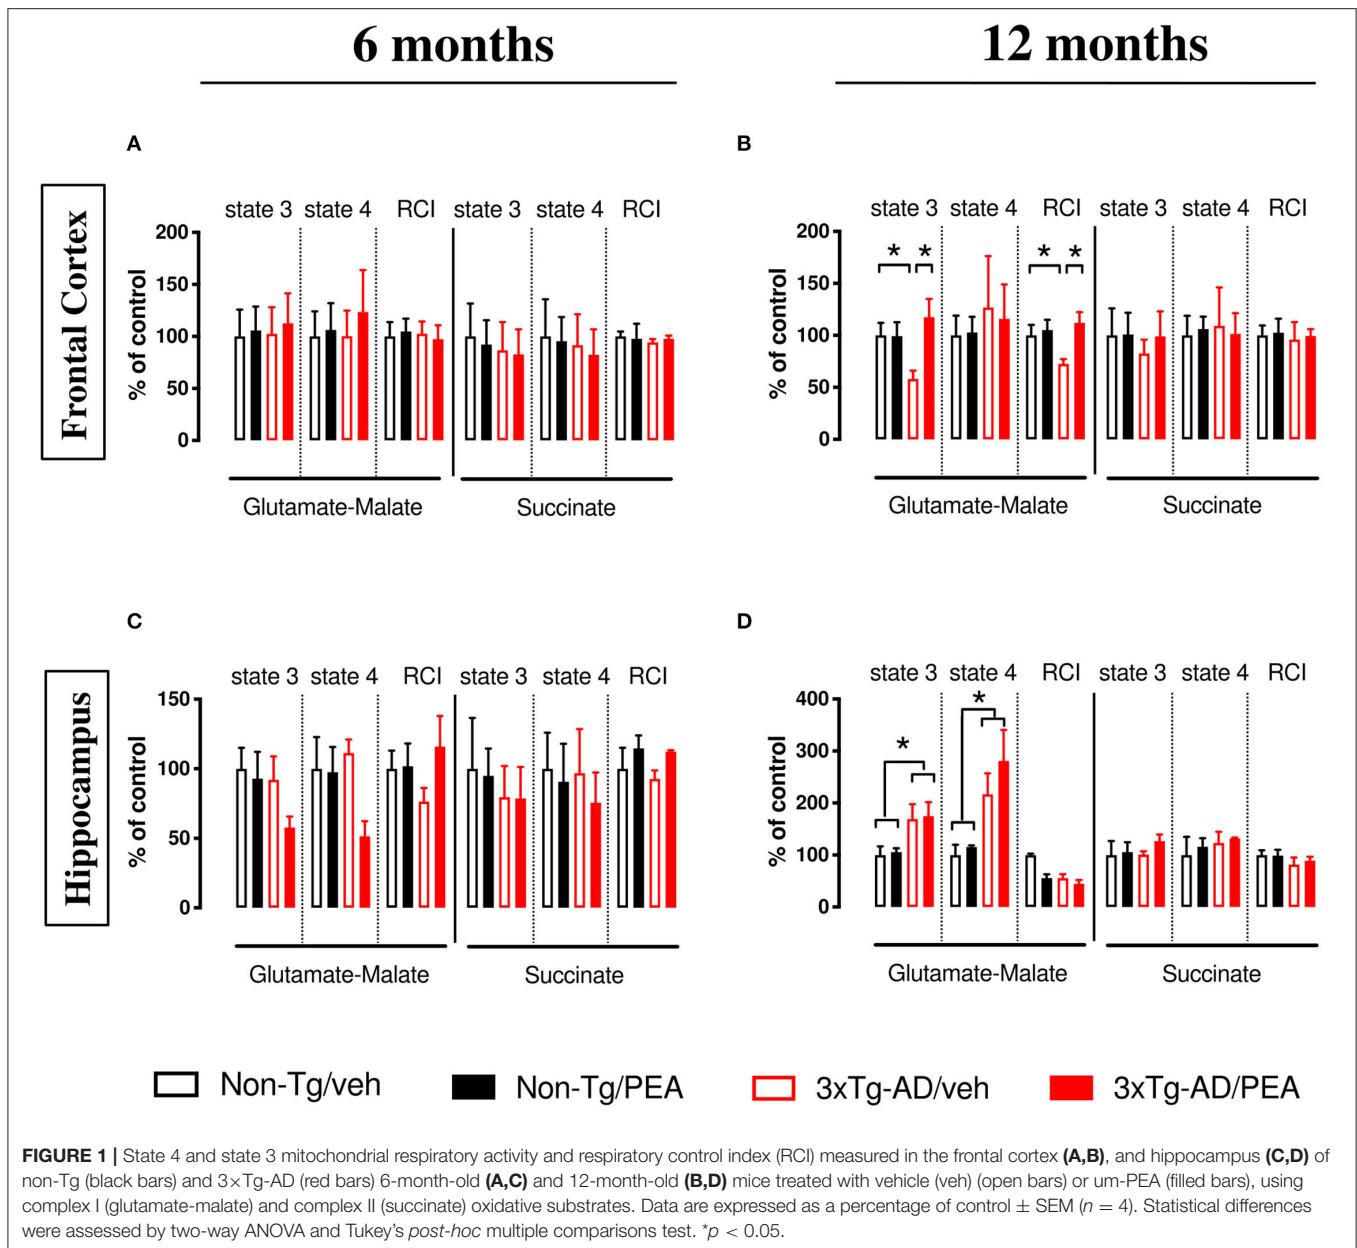 6 months
12 months
A
B
Frontal Cortex
state 3 state 4 RCI state 3 state 4 RCI
200
150
100
50
0
% of control
Glutamate-Malate
Succinate
state 3 state 4 RCI state 3 state 4 RCI
200
150
100
50
0
% of control
* * * *
Glutamate-Malate
Succinate
C
D
Hippocampus
state 3 state 4 RCI state 3 state 4 RCI
150
100
50
0
% of control
Glutamate-Malate
Succinate
state 3 state 4 RCI state 3 state 4 RCI
400
300
200
100
0
% of control
* *
Glutamate-Malate
Succinate
Non-Tg/veh Non-Tg/PEA 3xTg-AD/veh 3xTg-AD/PEA
FIGURE 1 | State 4 and state 3 mitochondrial respiratory activity and respiratory control index (RCI) measured in the frontal cortex (A,B), and hippocampus (C,D) of
non-Tg (black bars) and 3×Tg-AD (red bars) 6-month-old (A,C) and 12-month-old (B,D) mice treated with vehicle (veh) (open bars) or um-PEA (filled bars), using
complex I (glutamate-malate) and complex II (succinate) oxidative substrates. Data are expressed as a percentage of control ± SEM (n = 4). Statistical differences
were assessed by two-way ANOVA and Tukey's post-hoc multiple comparisons test. *p < 0.05.